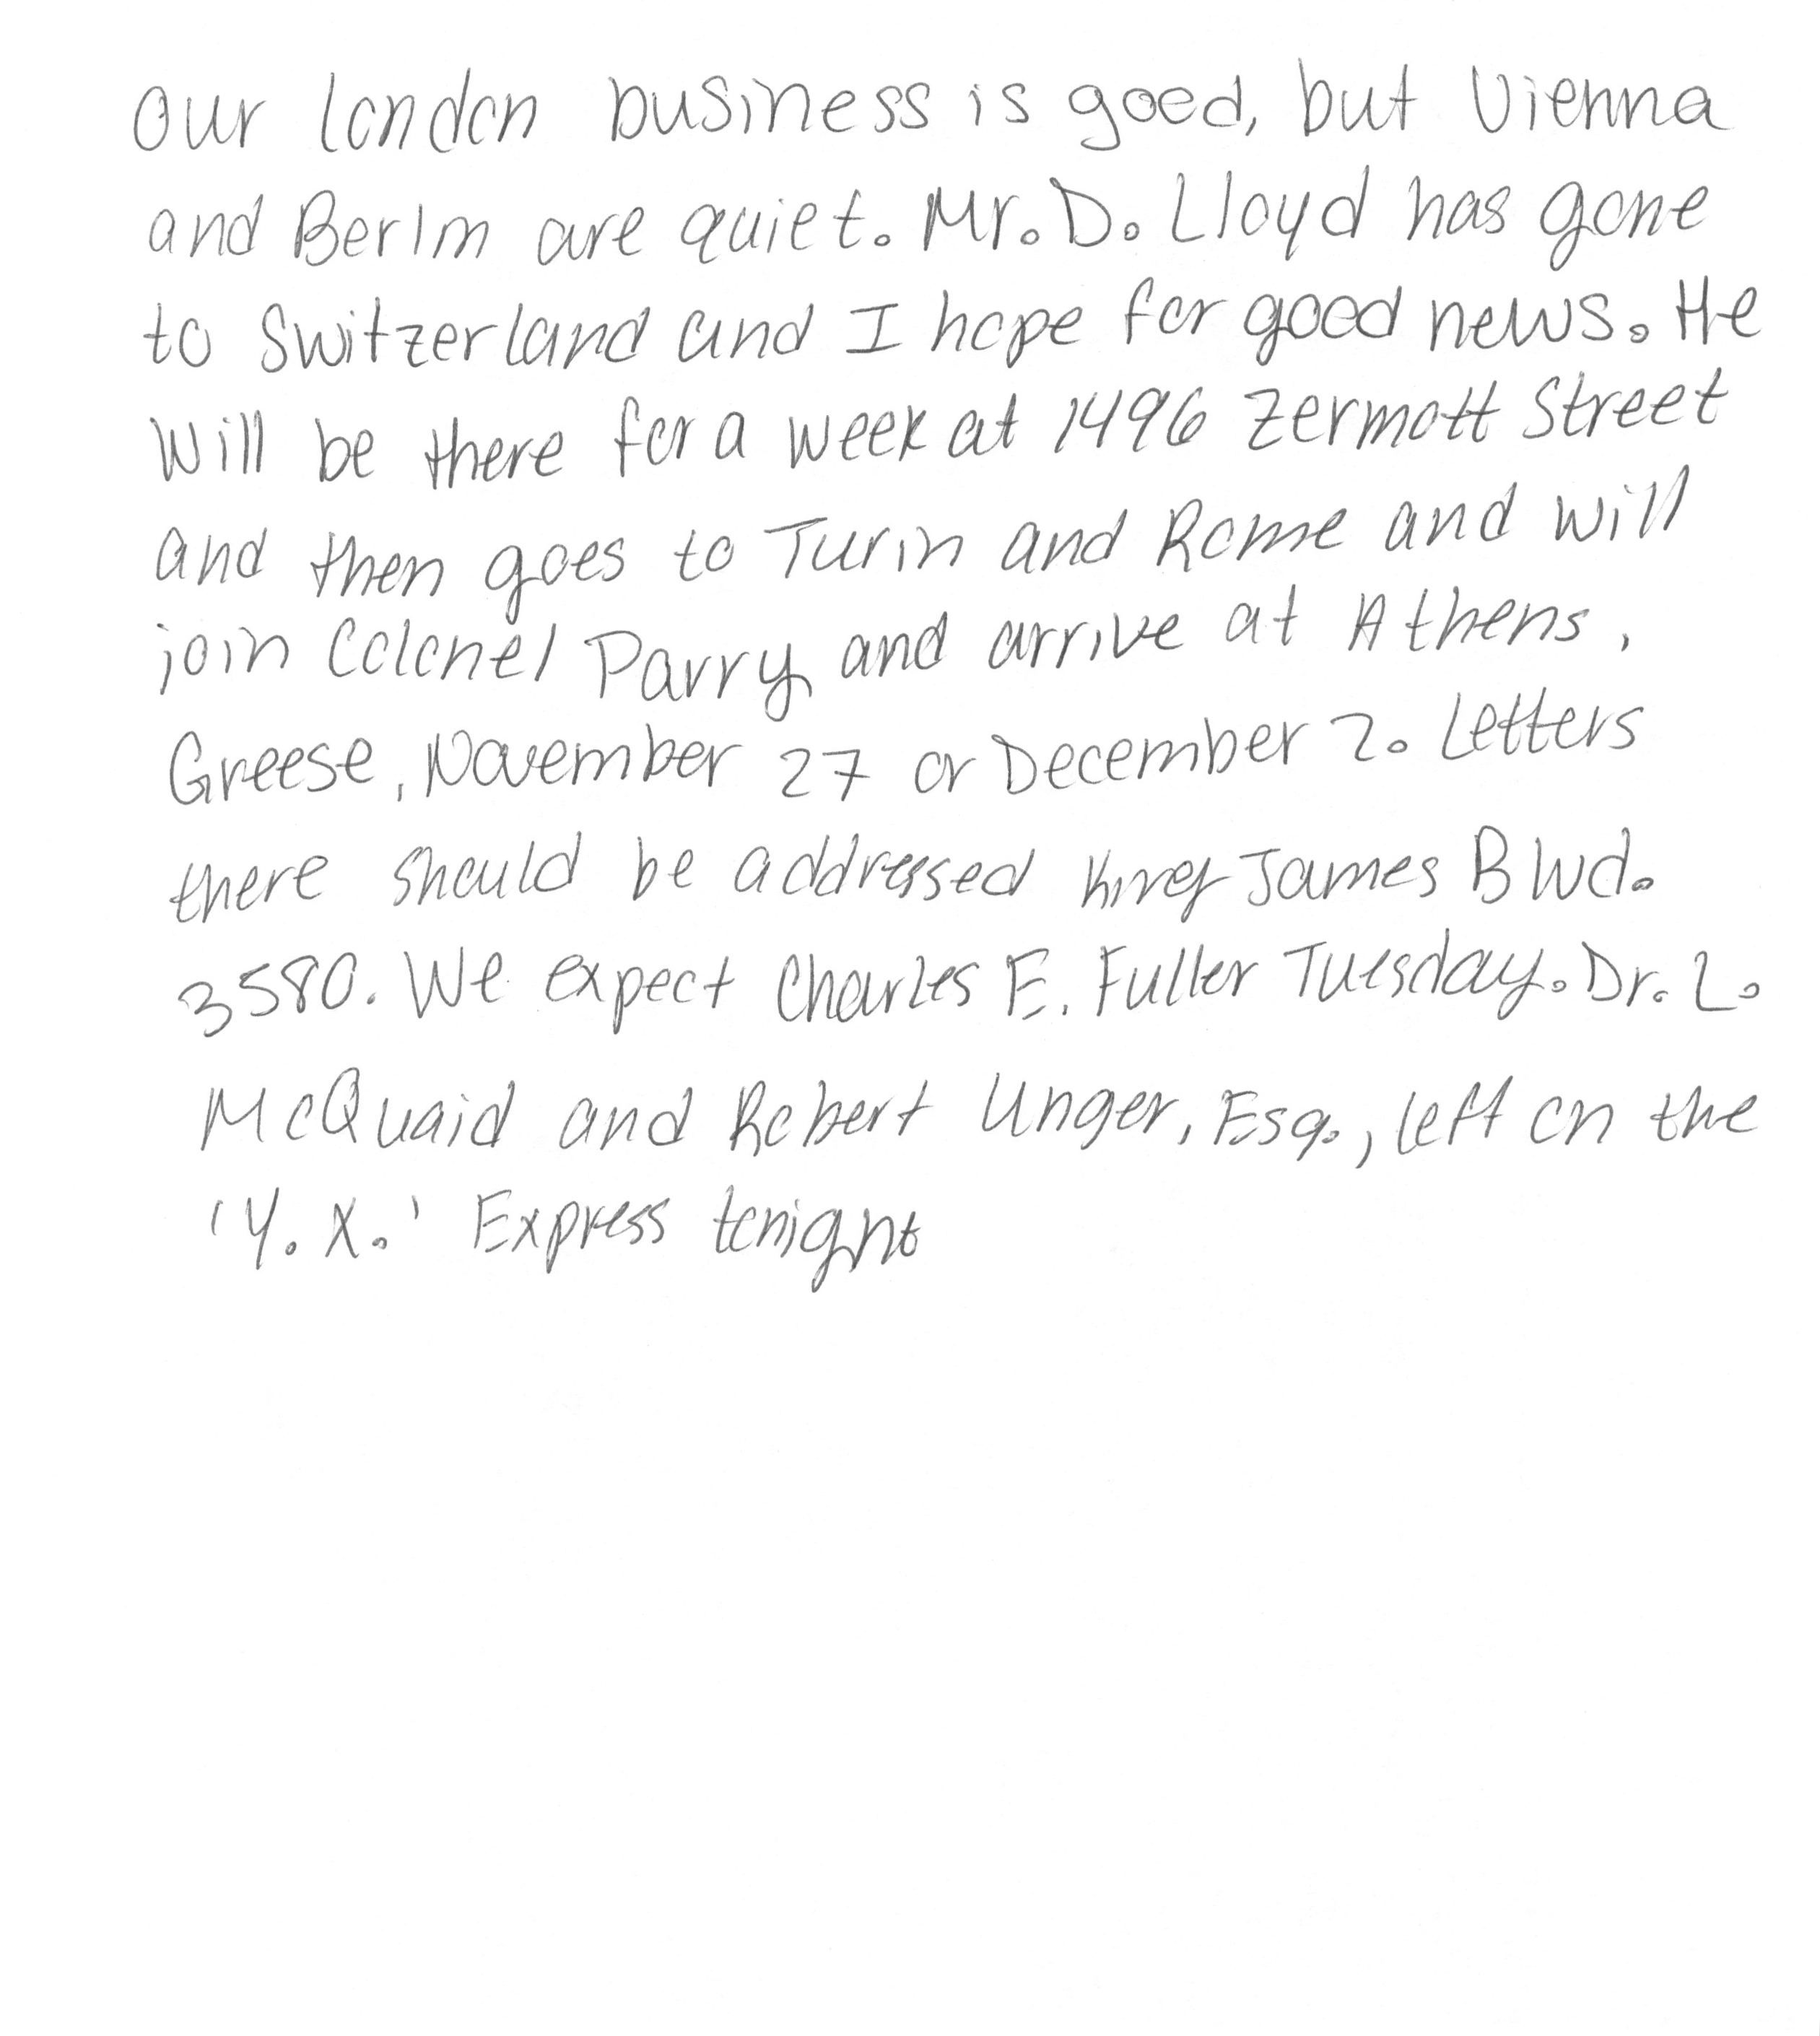 Our London business is good, but Vienna
and Berlin are quiet. Mr. D. Lloyd has gone
to Switzerland and I hope for good news. He
will be there for a week at 1496 Zermott Street
and then goes to Turin and Rome and will
join Colonel Parry and arrive at Athens,
Greese, November 27 or December 2. Letters
there should be addressed King James Blvd.
3580. We expect Charles E. Fuller Tuesday. Dr. L.
McQuaid and Robert Unger, Esq., left on the
'Y. X.' Express tonight